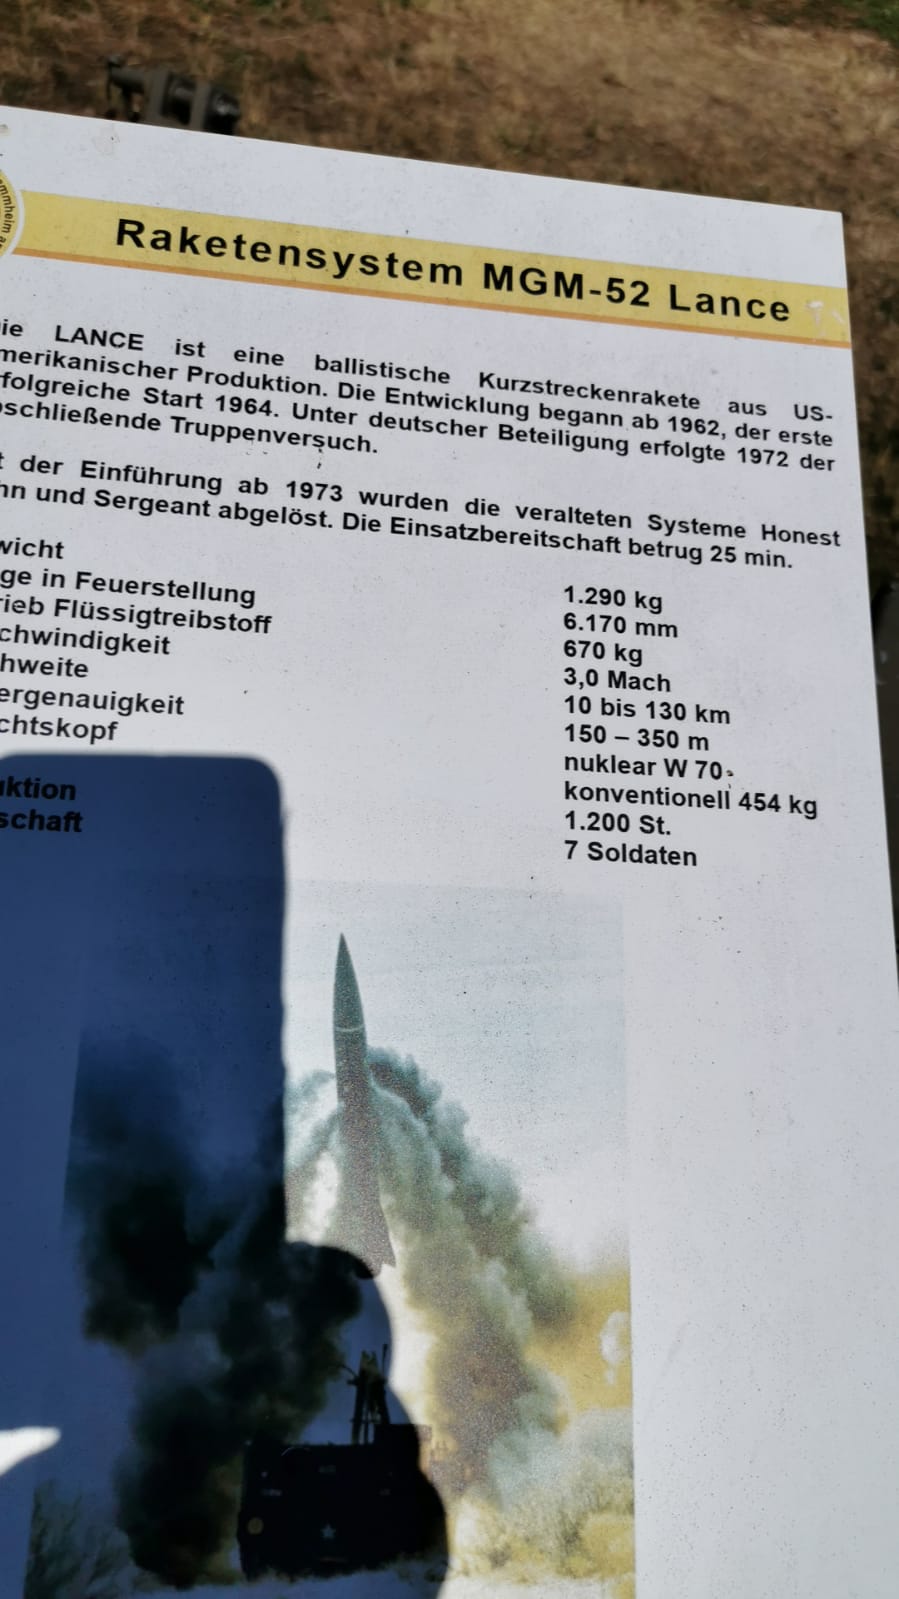 mmheim a
Raketensystem MGM-52 Lance
ie LANCE ist eine ballistische Kurzstreckenrakete aus US-
merikanischer Produktion. Die Entwicklung begann ab 1962, der erste
folgreiche Start 1964. Unter deutscher Beteiligung erfolgte 1972 der
schließende Truppenversuch.
t der Einführung ab 1973 wurden die veralteten Systeme Honest
hn und Sergeant abgelöst. Die Einsatzbereitschaft betrug 25 min.
wicht 1.290 kg
ge in Feuerstellung 6.170 mm
rieb Flüssigtreibstoff 670 kg
chwindigkeit 3,0 Mach
hweite 10 bis 130 km
ergenauigkeit 150 – 350 m
chtskopf nuklear W 70
konventionell 454 kg
uktion 1.200 St.
schaft 7 Soldaten